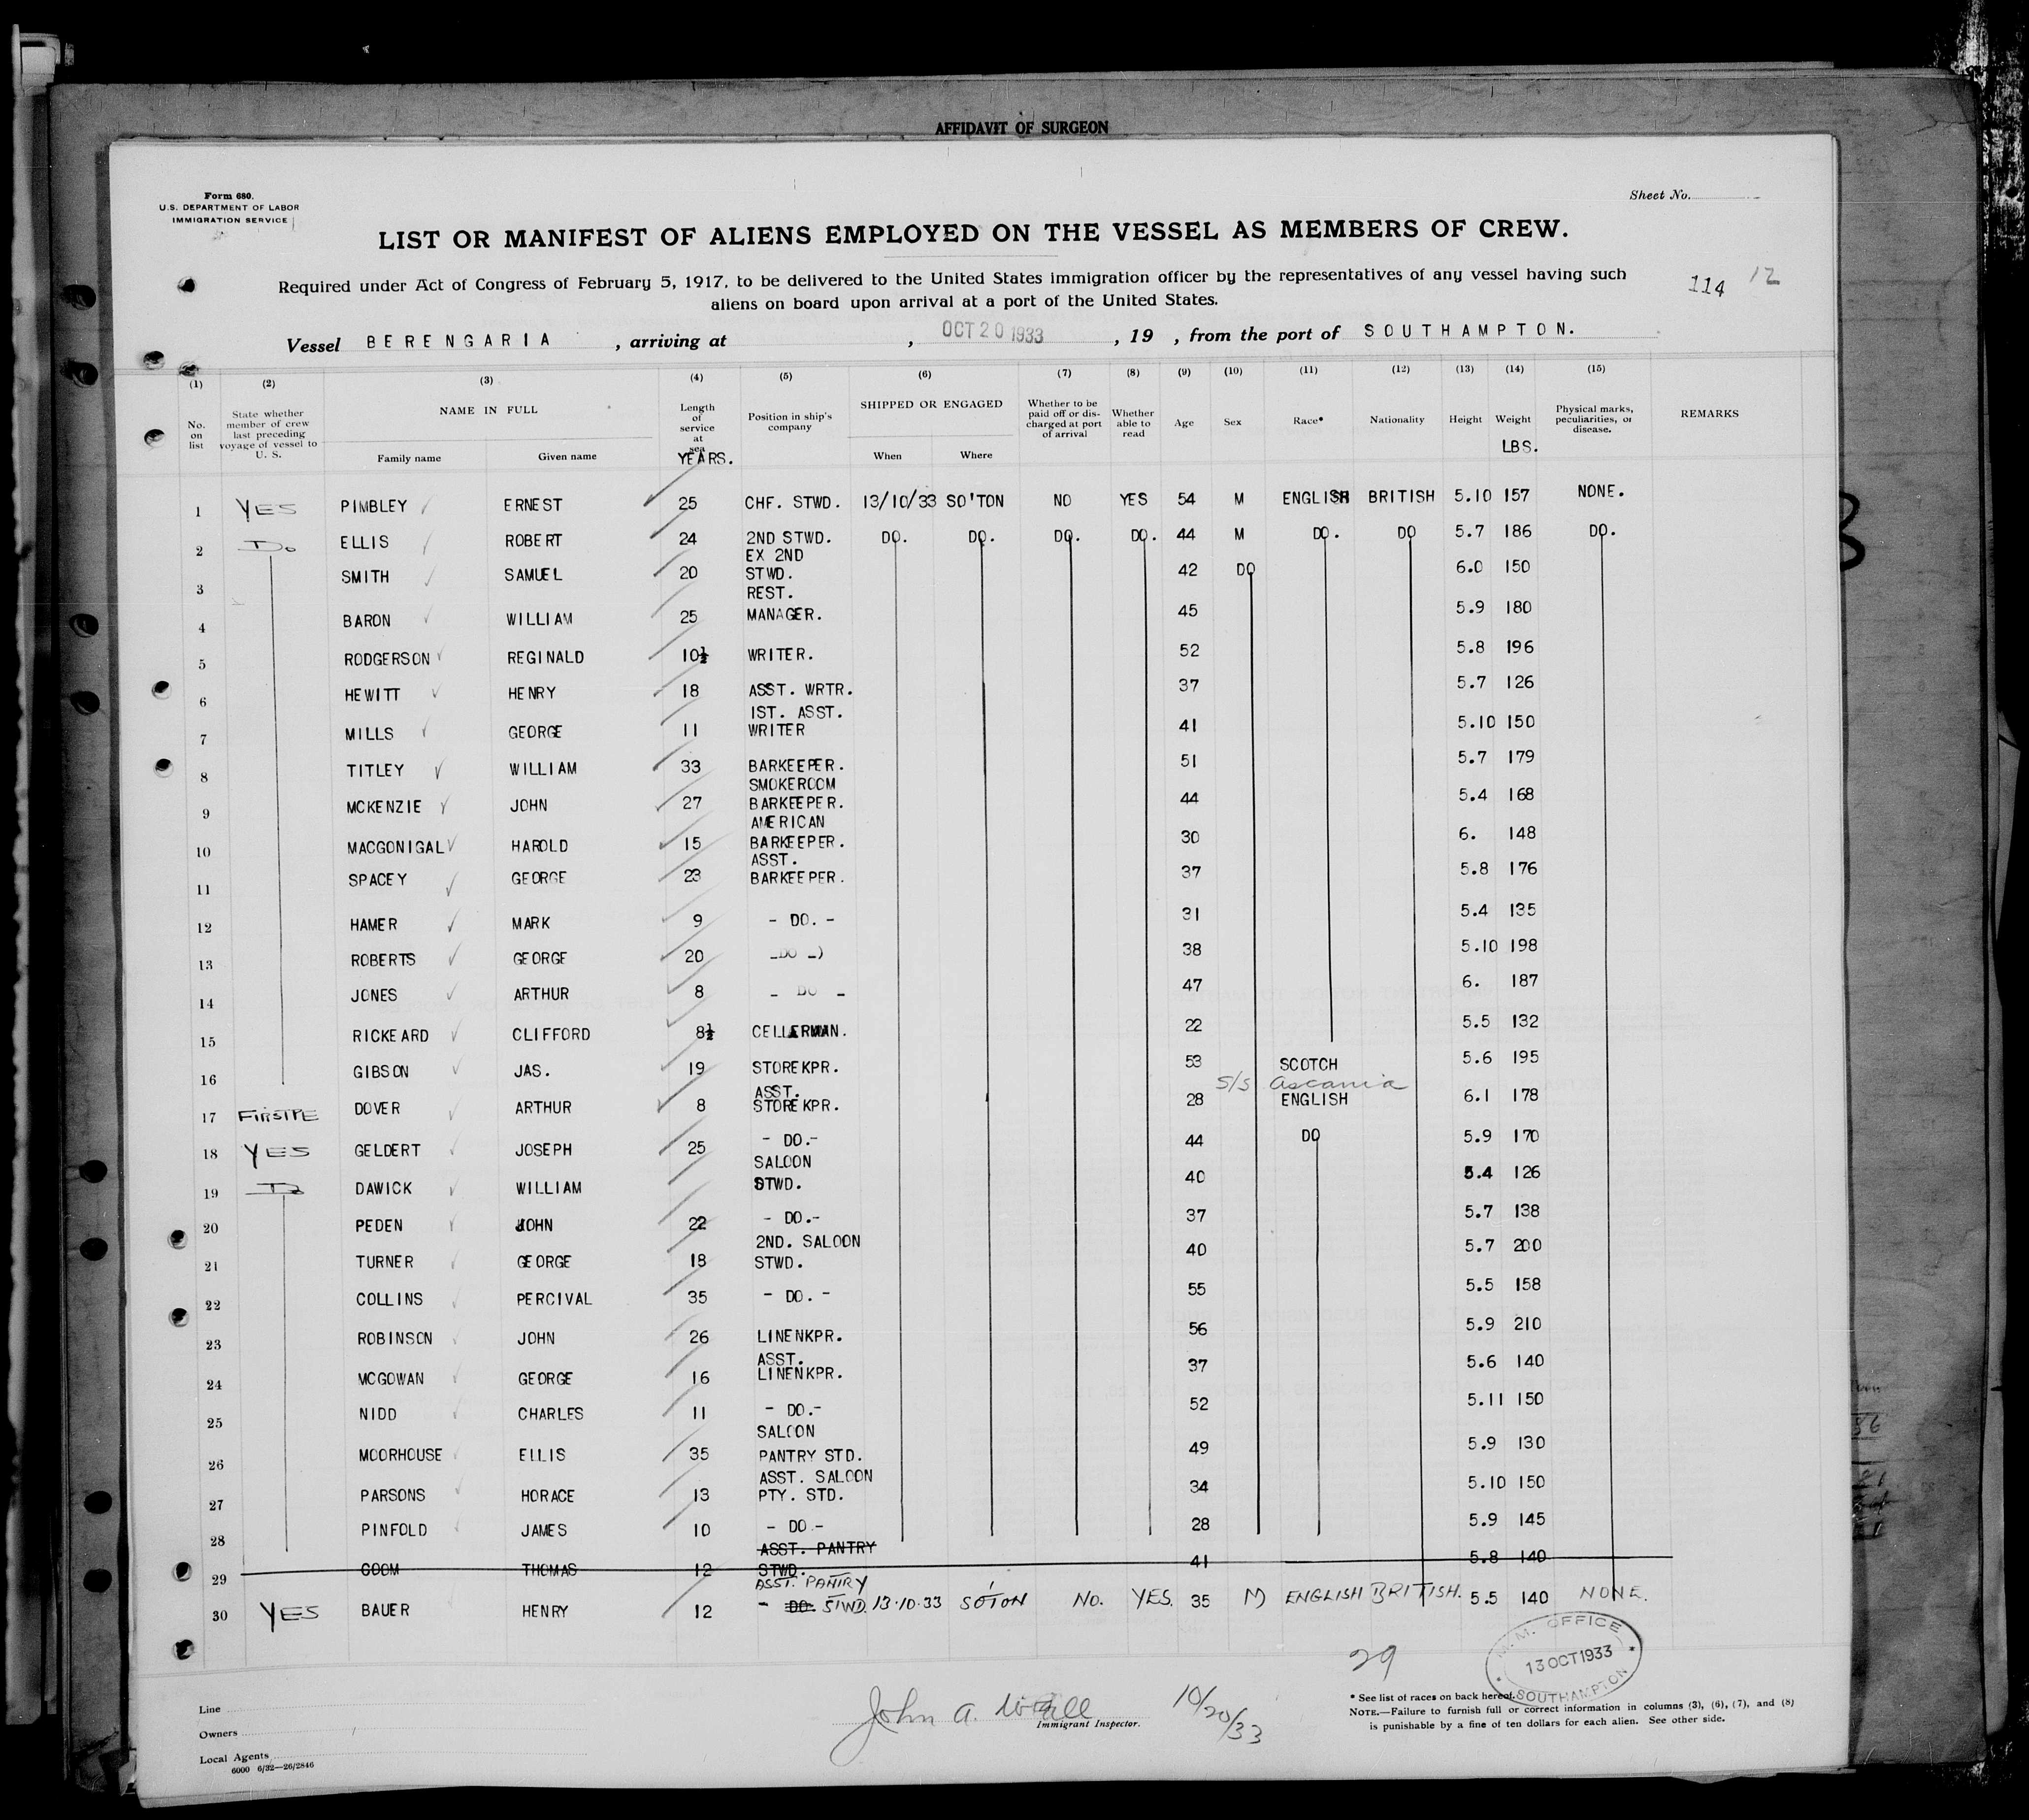 AFFIDAVIT OF SURGEON
Form 680.
U.S. DEPARTMENT OF LABOR
IMMIGRATION SERVICE
Sheet No.
LIST OR MANIFEST OF ALIENS EMPLOYED ON THE VESSEL AS MEMBERS OF CREW.
Required under Act of Congress of February 5, 1917, to be delivered to the United States immigration officer by the representatives of any vessel having such
aliens on board upon arrival at a port of the United States.
114 12
Vessel BERENGARIA, arriving at , OCT 20 1933, 19 , from the port of SOUTHAMPTON.
(1) (2) (3) (4) (5) (6) (7) (8) (9) (10) (11) (12) (13) (14) (15)
No. on list State whether member of crew last preceding voyage of vessel to U. S. NAME IN FULL Family name Given name Length of service at sea YEARS. Position in ship's company SHIPPED OR ENGAGED When Where Whether to be paid off or discharged at port of arrival Whether able to read Age Sex Race* Nationality Height Weight LBS. Physical marks, peculiarities, or disease. REMARKS
1 YES PIMBLEY ERNEST 25 CHF. STWD. 13/10/33 SO'TON NO YES 54 M ENGLISH BRITISH 5.10 157 NONE.
2 Do ELLIS ROBERT 24 2ND STWD. DO. DO. DO. DO. 44 M DO. DO 5.7 186 DO.
3 SMITH SAMUEL 20 EX 2ND STWD. 42 DO 6.0 150
4 BARON WILLIAM 25 REST. MANAGER. 45 5.9 180
5 RODGERSON REGINALD 10½ WRITER. 52 5.8 196
6 HEWITT HENRY 18 ASST. WRTR. 37 5.7 126
7 MILLS GEORGE 11 IST. ASST. WRITER 41 5.10 150
8 TITLEY WILLIAM 33 BARKEEPER. 51 5.7 179
9 MCKENZIE JOHN 27 SMOKEROOM BARKEEPER. 44 5.4 168
10 MACGONIGAL HAROLD 15 AMERICAN BARKEEPER. 30 6. 148
11 SPACEY GEORGE 23 ASST. BARKEEPER. 37 5.8 176
12 HAMER MARK 9 - DO. - 31 5.4 135
13 ROBERTS GEORGE 20 -DO -) 38 5.10 198
14 JONES ARTHUR 8 - DO - 47 6. 187
15 RICKEARD CLIFFORD 8½ CELLERMAN. 22 5.5 132
16 GIBSON JAS. 19 STOREKPR. 53 SCOTCH 5.6 195
S/S Ascania
17 FIRSTTE DOVER ARTHUR 8 ASST. STOREKPR. 28 ENGLISH 6.1 178
18 YES GELDERT JOSEPH 25 - DO.- 44 DO 5.9 170
19 Do DAWICK WILLIAM SALOON STWD. 40 5.4 126
20 PEDEN JOHN 22 - DO.- 37 5.7 138
21 TURNER GEORGE 18 2ND. SALOON STWD. 40 5.7 200
22 COLLINS PERCIVAL 35 - DO. - 55 5.5 158
23 ROBINSON JOHN 26 LINENKPR. 56 5.9 210
24 MCGOWAN GEORGE 16 ASST. LINENKPR. 37 5.6 140
25 NIDD CHARLES 11 - DO.- 52 5.11 150
26 MOORHOUSE ELLIS 35 SALOON PANTRY STD. 49 5.9 130
27 PARSONS HORACE 13 ASST. SALOON PTY. STD. 34 5.10 150
28 PINFOLD JAMES 10 - DO.- 28 5.9 145
29 GOOM THOMAS 12 ASST. PANTRY STWD. 41 5.8 140
30 YES BAUER HENRY 12 ASST. PANTRY - DO. STWD. 13.10.33 SOTON NO. YES. 35 M ENGLISH BRITISH. 5.5 140 NONE.
29
M.M. OFFICE
13 OCT 1933
SOUTHAMPTON
Line
Owners
Local Agents
6000 6/32—26/2846
John A.
Immigrant Inspector.
10/20/33
* See list of races on back hereof.
NOTE.—Failure to furnish full or correct information in columns (3), (6), (7), and (8)
is punishable by a fine of ten dollars for each alien. See other side.